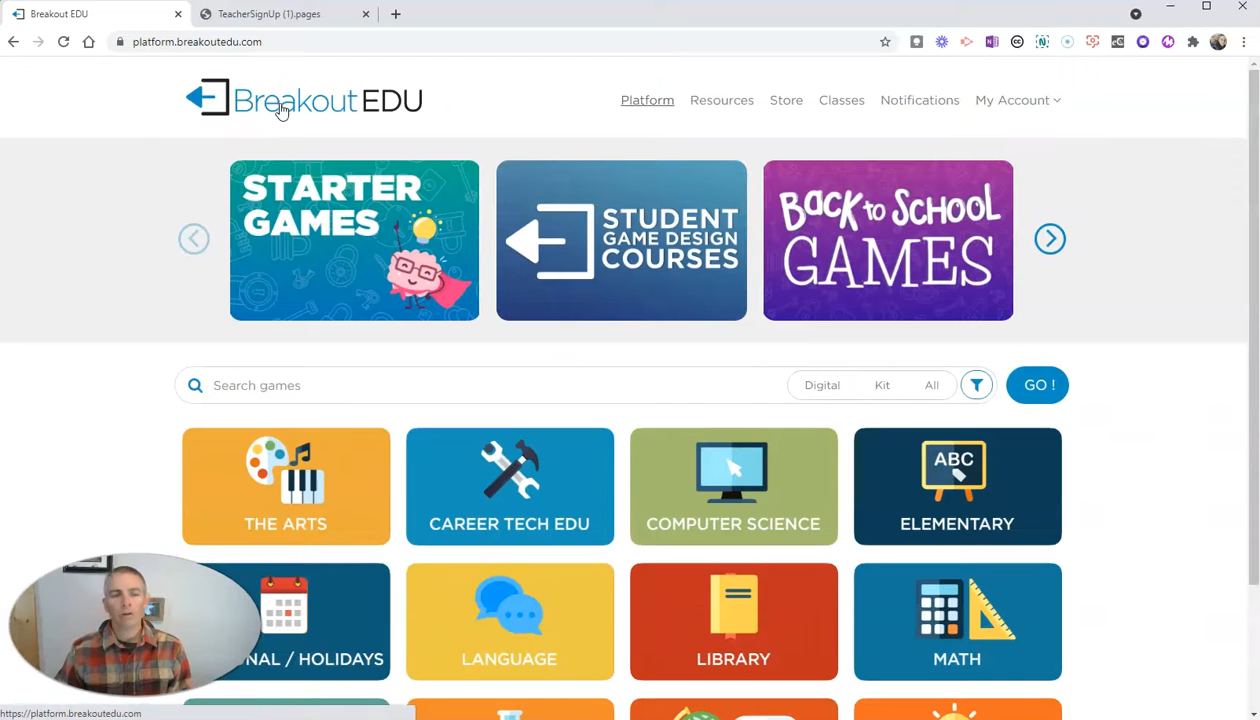 Breakout EDU
TeacherSignUp (1).pages
platform.breakoutedu.com
Breakout EDU
Platform
Resources
Store
Classes
Notifications
My Account
STARTER
GAMES
STUDENT
GAME DESIGN
COURSES
BACK to SCHOOL
GAMES
Search games
Digital
Kit
All
GO !
THE ARTS
CAREER TECH EDU
COMPUTER SCIENCE
ABC
ELEMENTARY
NAL / HOLIDAYS
LANGUAGE
LIBRARY
MATH
https://platform.breakoutedu.com